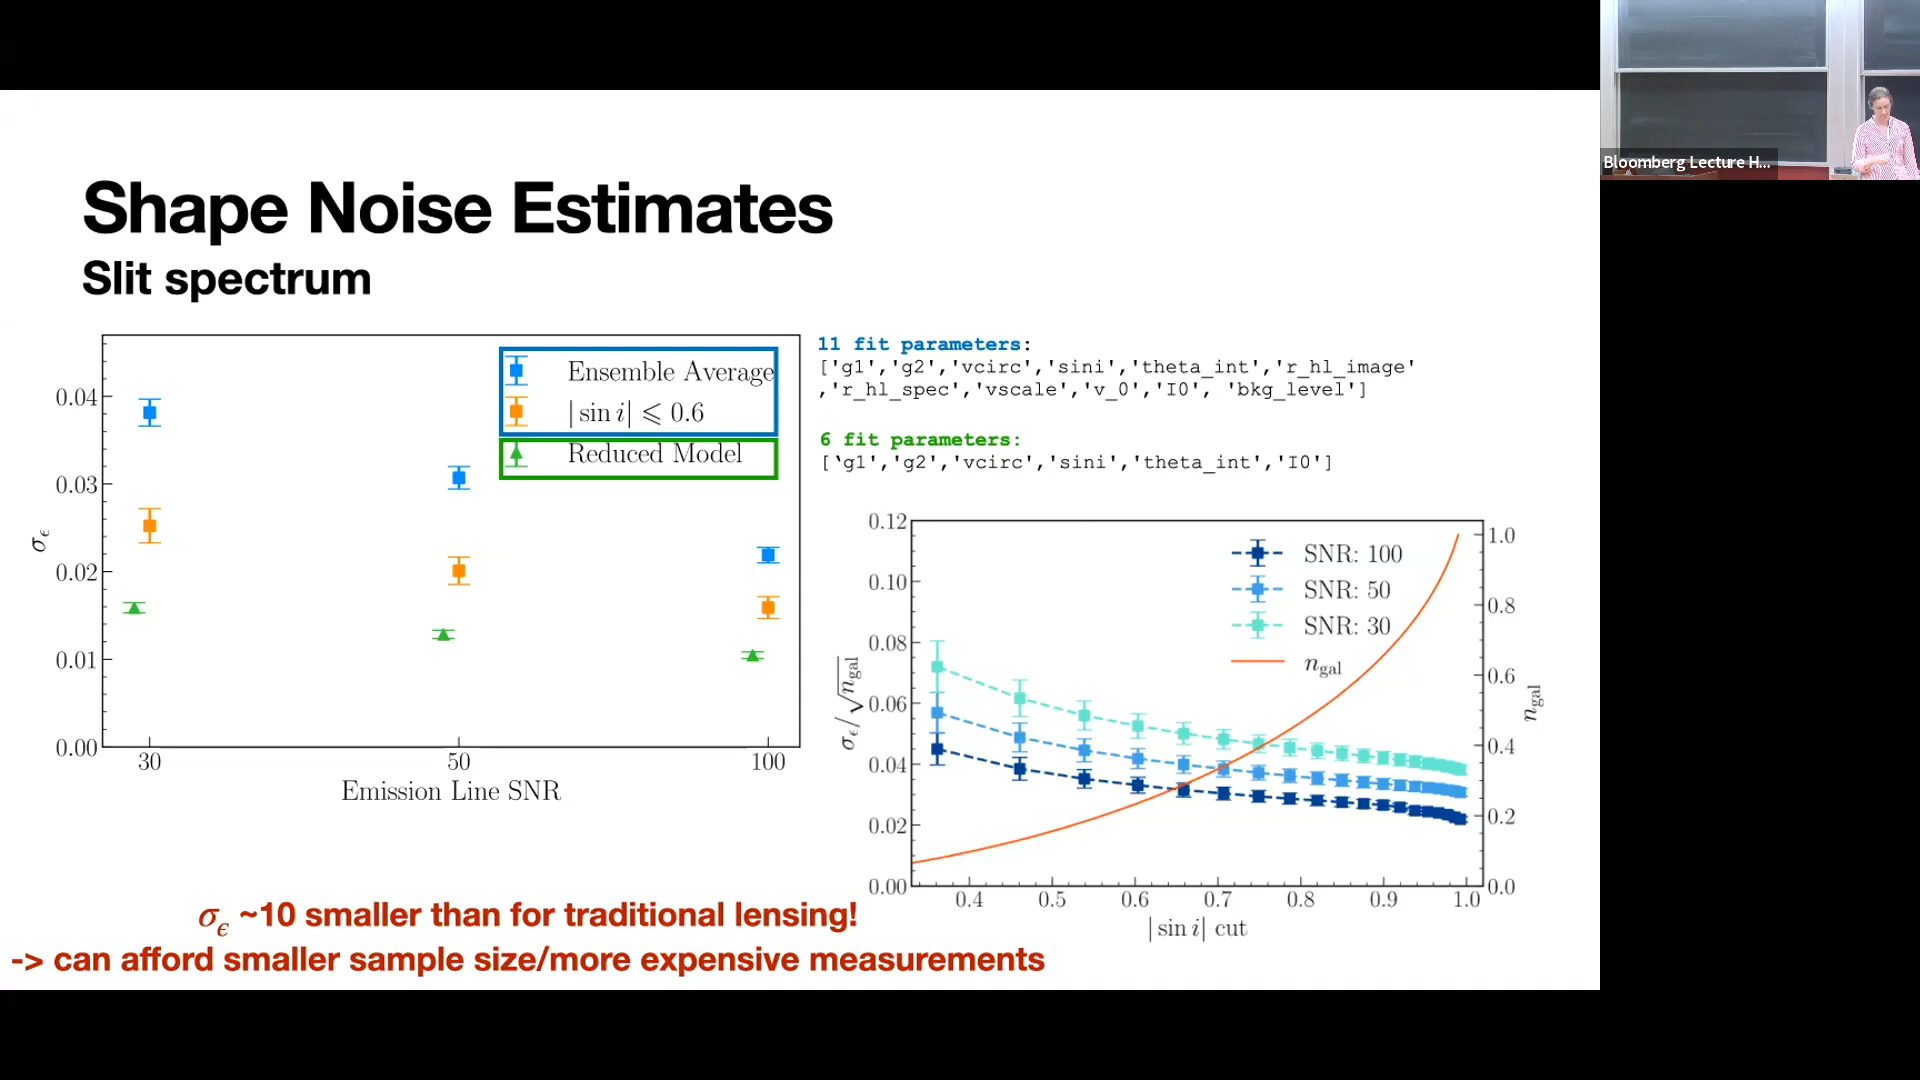 Bloomberg Lecture H...
Shape Noise Estimates
Slit spectrum
Ensemble Average
| sin i| ⩽ 0.6
Reduced Model
0.04
0.03
0.02
0.01
0.00
σϵ
30 50 100
Emission Line SNR
11 fit parameters:
['g1','g2','vcirc','sini','theta_int','r_hl_image'
,'r_hl_spec','vscale','v_0','I0', 'bkg_level']
6 fit parameters:
['g1','g2','vcirc','sini','theta_int','I0']
0.12
0.10
0.08
0.06
0.04
0.02
0.00
σϵ/√ngal
SNR: 100
SNR: 50
SNR: 30
ngal
1.0
0.8
0.6
0.4
0.2
0.0
ngal
0.4 0.5 0.6 0.7 0.8 0.9 1.0
| sin i| cut
σϵ ~10 smaller than for traditional lensing!
-> can afford smaller sample size/more expensive measurements